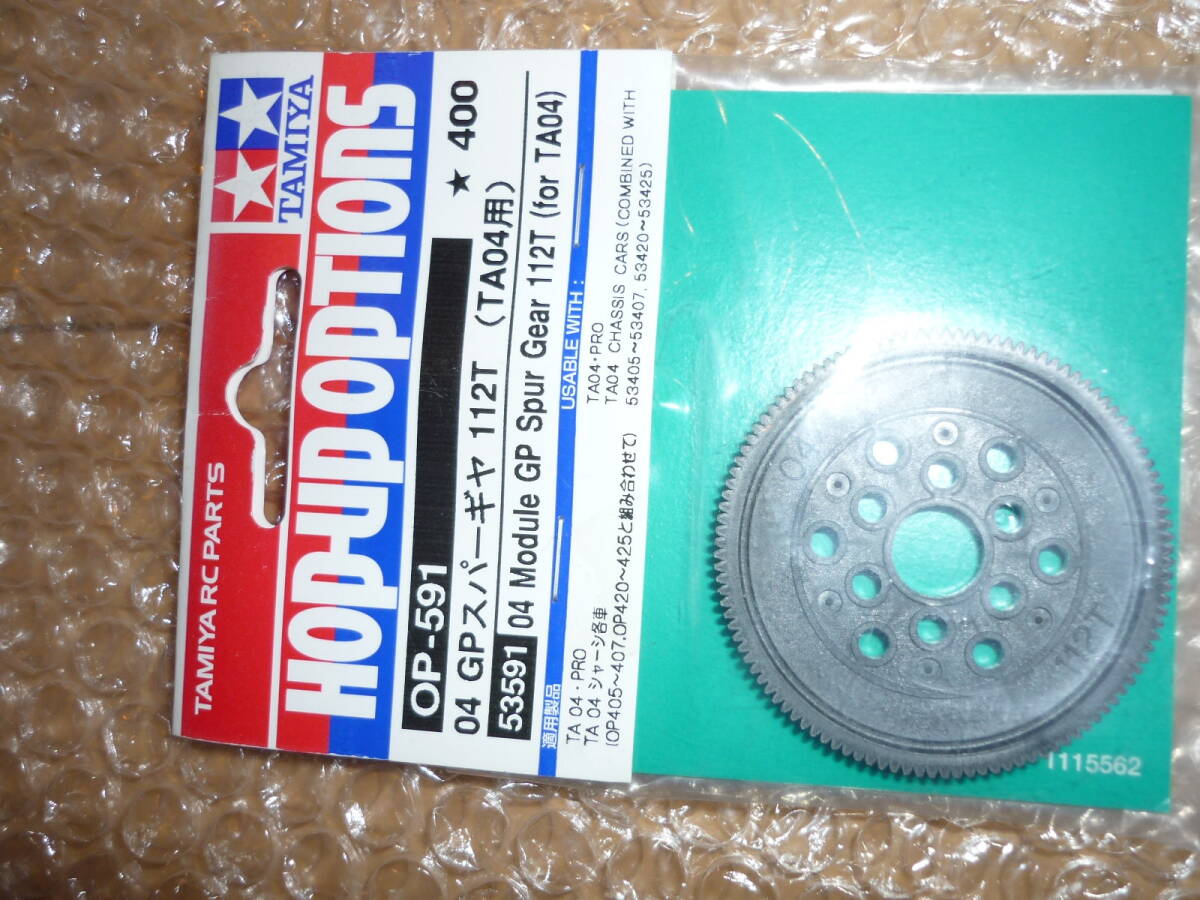 TAMIYA RC PARTS
TAMIYA
HOP-UP OPTIONS
OP-591
★ 400
04 GPスパーギヤ 112T (TA04用)
53591 04 Module GP Spur Gear 112T (for TA04)
適用製品
USABLE WITH :
TA 04・PRO
TA 04 シャーシ各車
(OP405〜407.OP420〜425と組み合わせて)
TA04・PRO
TA04 CHASSIS CARS (COMBINED WITH
53405〜53407, 53420〜53425)
04
112T
1115562